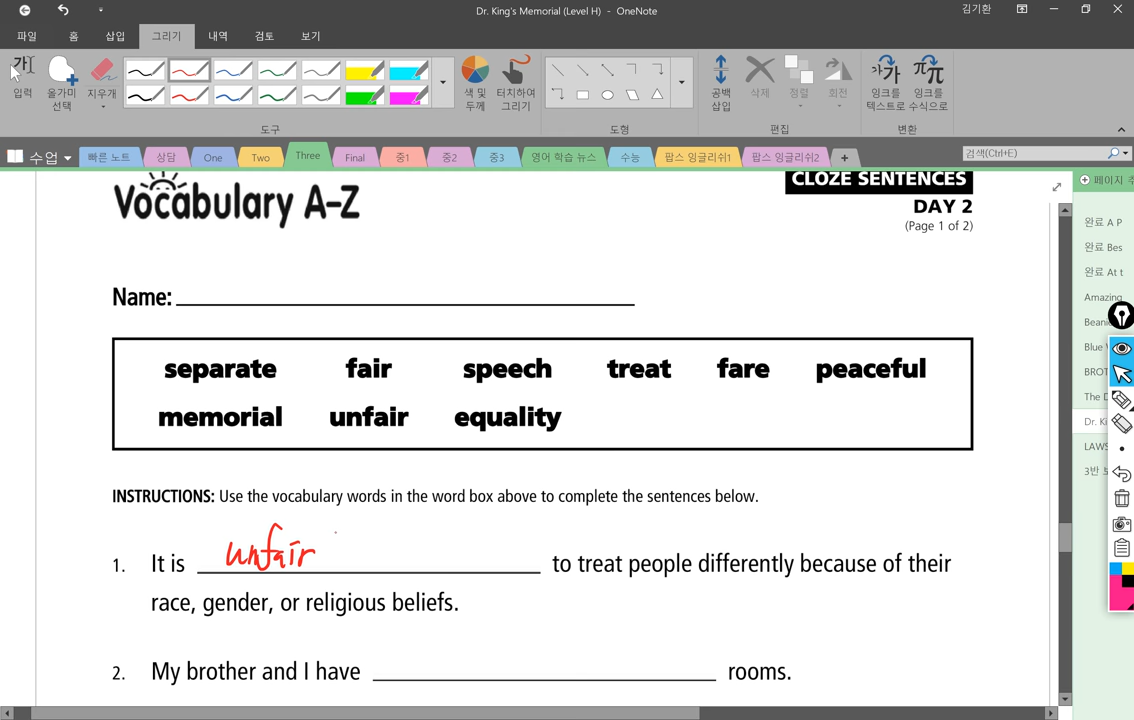 Dr. King's Memorial (Level H) - OneNote
김기환
파일 홈 삽입 그리기 내역 검토 보기
가
입력
올가미 선택
지우개
색 및 두께
터치하여 그리기
공백 삽입
삭제
정렬
회전
잉크를 텍스트로
잉크를 수식으로
도구 도형 편집 변환
수업 빠른 노트 상담 One Two Three Final 중1 중2 중3 영어 학습 뉴스 수능 팝스 잉글리쉬1 팝스 잉글리쉬2 +
검색(Ctrl+E)
페이지 추
Vocabulary A–Z
CLOZE SENTENCES
DAY 2
(Page 1 of 2)
Name:
separate fair speech treat fare peaceful
memorial unfair equality
INSTRUCTIONS: Use the vocabulary words in the word box above to complete the sentences below.
1. It is unfair to treat people differently because of their
race, gender, or religious beliefs.
2. My brother and I have rooms.
완료 A P
완료 Bes
완료 At t
Amazing
Blue
BROT
The D
Dr. Ki
LAWS